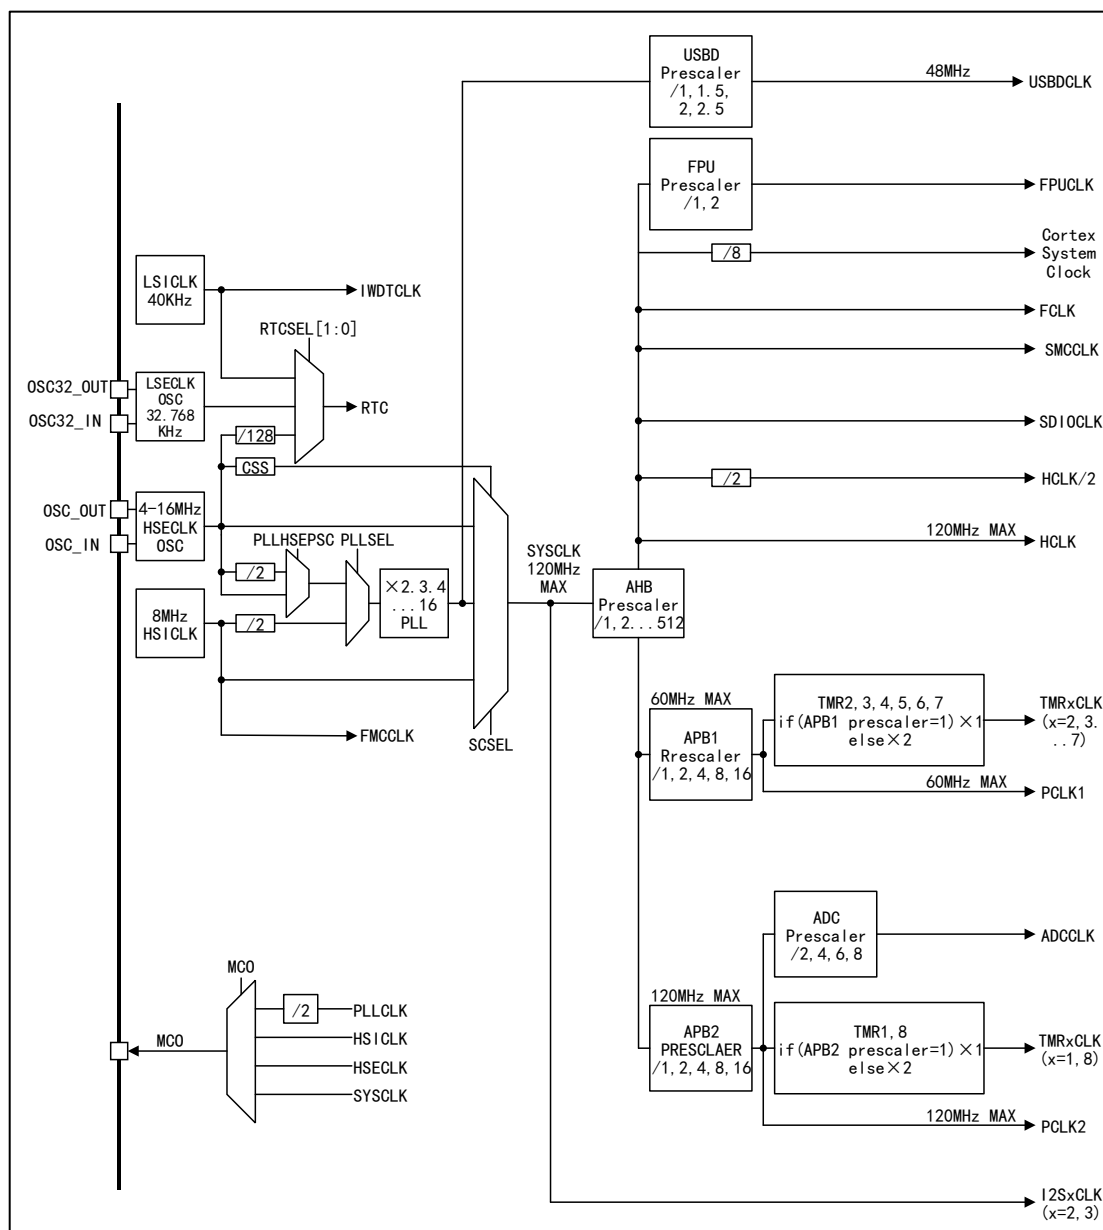 USBD
Prescaler
/1, 1.5,
2, 2.5
48MHz
USBDCLK
FPU
Prescaler
/1, 2
FPUCLK
/8
Cortex
System
Clock
LSICLK
40KHz
IWDTCLK
FCLK
RTCSEL[1:0]
SMCCLK
OSC32_OUT
OSC32_IN
LSECLK
OSC
32.768
KHz
RTC
/128
CSS
SDIOCLK
/2
HCLK/2
OSC_OUT
OSC_IN
4-16MHz
HSECLK
OSC
PLLHSEPSC
PLLSEL
/2
×2.3.4
...16
PLL
SYSCLK
120MHz
MAX
120MHz MAX
HCLK
AHB
Prescaler
/1, 2...512
8MHz
HSICLK
/2
FMCCLK
SCSEL
60MHz MAX
APB1
Rrescaler
/1, 2, 4, 8, 16
TMR2, 3, 4, 5, 6, 7
if(APB1 prescaler=1)×1
else×2
TMRxCLK
(x=2, 3.
..7)
60MHz MAX
PCLK1
ADC
Prescaler
/2, 4, 6, 8
ADCCLK
MCO
/2
PLLCLK
HSICLK
HSECLK
SYSCLK
MCO
120MHz MAX
APB2
PRESCLAER
/1, 2, 4, 8, 16
TMR1, 8
if(APB2 prescaler=1)×1
else×2
TMRxCLK
(x=1, 8)
120MHz MAX
PCLK2
I2SxCLK
(x=2, 3)